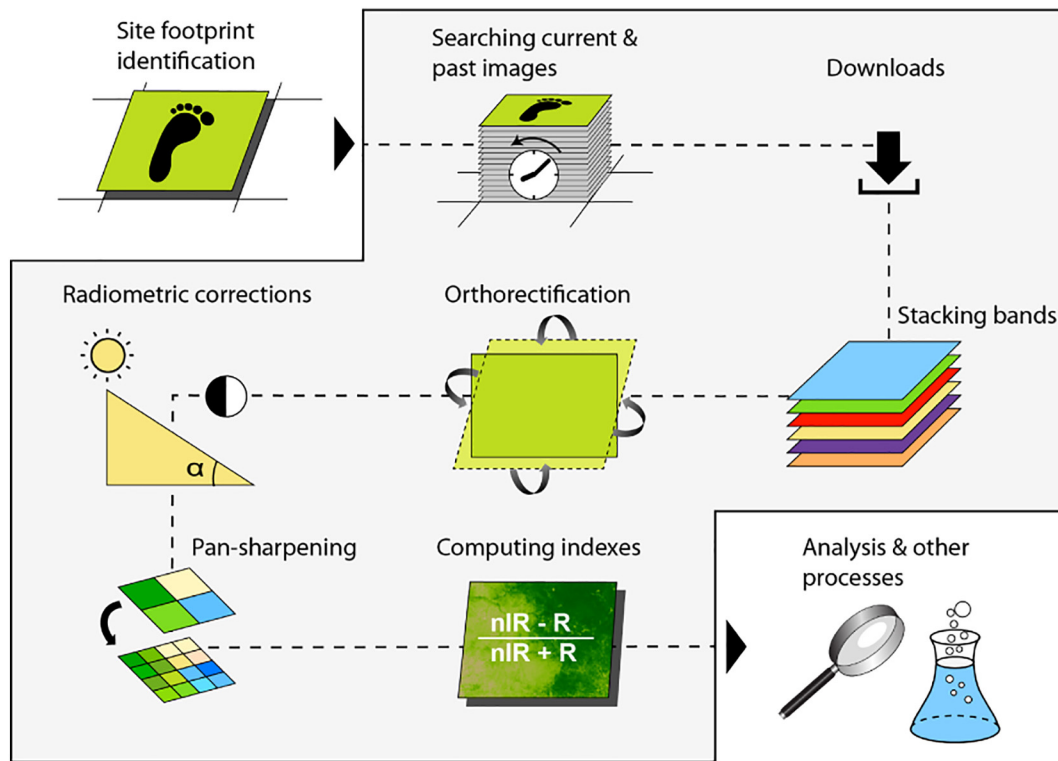 Site footprint
identification
Searching current &
past images
Downloads
Radiometric corrections
Orthorectification
Stacking bands
α
Pan-sharpening
Computing indexes
nIR - R
nIR + R
Analysis & other
processes